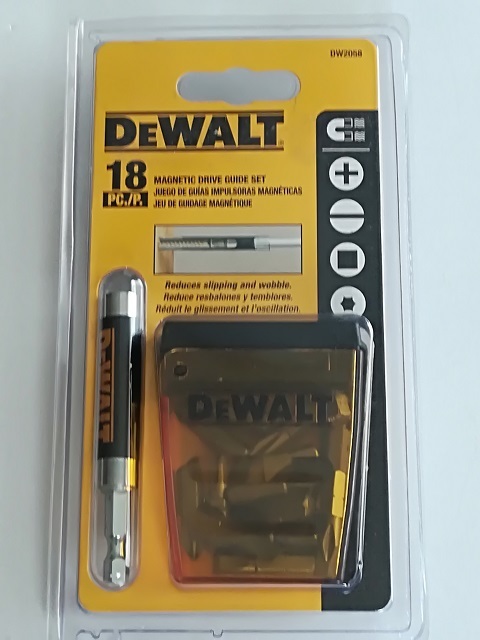 DW2058
DEWALT
18
PC./P.
MAGNETIC DRIVE GUIDE SET
JUEGO DE GUÍAS IMPULSORAS MAGNÉTICAS
JEU DE GUIDAGE MAGNÉTIQUE
Reduces slipping and wobble.
Reduce resbalones y temblores.
Réduit le glissement et l'oscillation.
DEWALT
DEWALT